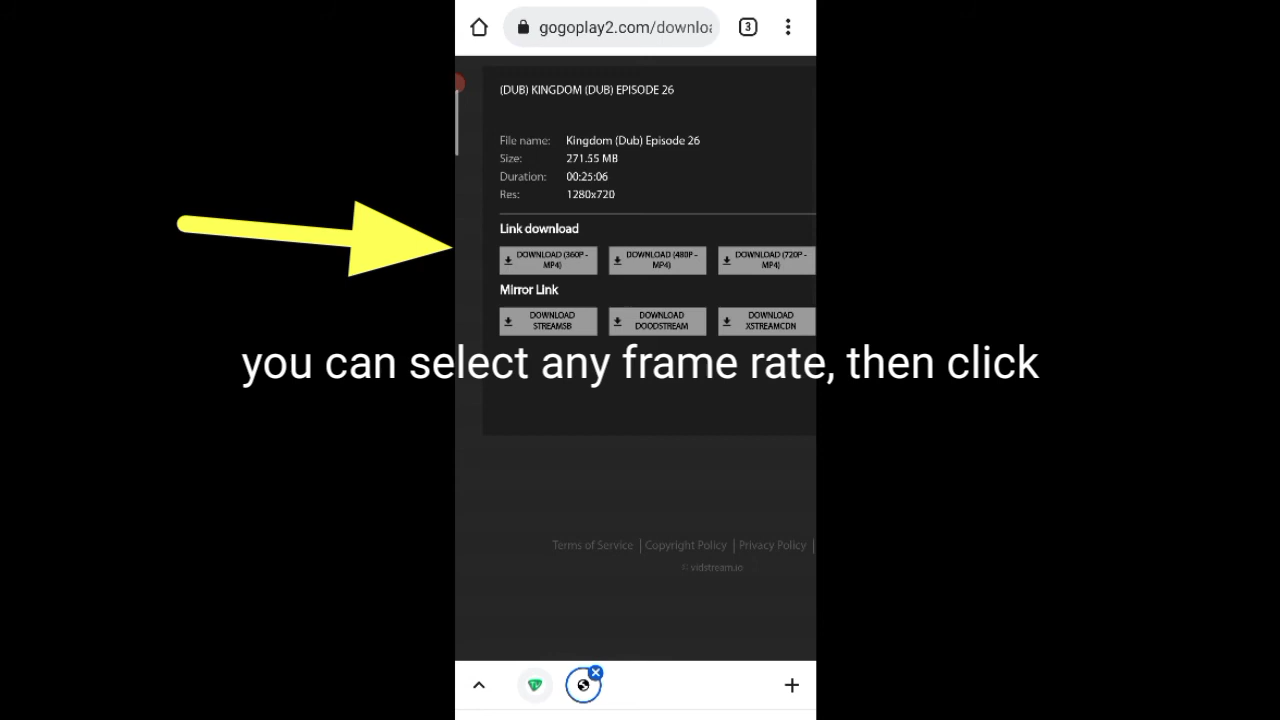 gogoplay2.com/downloa
3
(DUB) KINGDOM (DUB) EPISODE 26
File name: Kingdom (Dub) Episode 26
Size: 271.55 MB
Duration: 00:25:06
Res: 1280x720
Link download
DOWNLOAD (360P - MP4)
DOWNLOAD (480P - MP4)
DOWNLOAD (720P - MP4)
Mirror Link
DOWNLOAD STREAMSB
DOWNLOAD DOODSTREAM
DOWNLOAD XSTREAMCDN
you can select any frame rate, then click
Terms of Service | Copyright Policy | Privacy Policy |
© vidstream.io